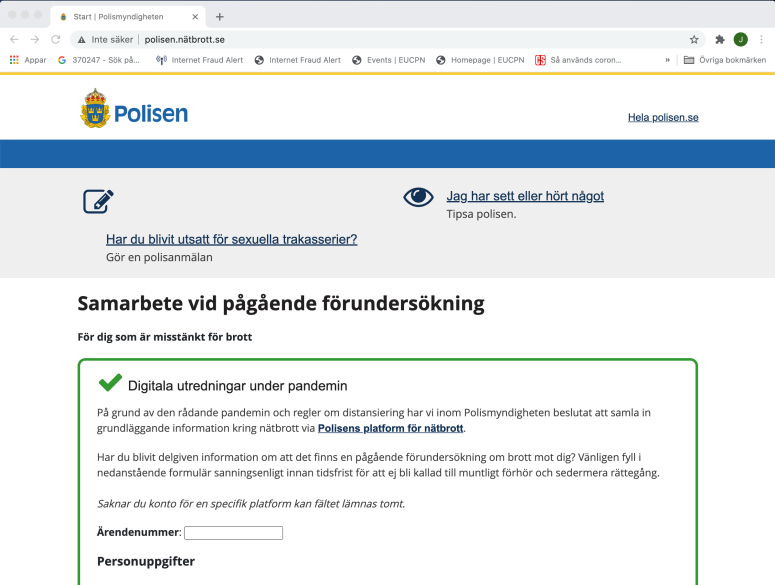 Start | Polismyndigheten
Inte säker | polisen.nätbrott.se
J
Appar
370247 - Sök på...
Internet Fraud Alert
Internet Fraud Alert
Events | EUCPN
Homepage | EUCPN
Så används coron...
»
Övriga bokmärken
Polisen
Hela polisen.se
Jag har sett eller hört något
Tipsa polisen.
Har du blivit utsatt för sexuella trakasserier?
Gör en polisanmälan
Samarbete vid pågående förundersökning
För dig som är misstänkt för brott
Digitala utredningar under pandemin
På grund av den rådande pandemin och regler om distansiering har vi inom Polismyndigheten beslutat att samla in
grundläggande information kring nätbrott via Polisens platform för nätbrott.
Har du blivit delgiven information om att det finns en pågående förundersökning om brott mot dig? Vänligen fyll i
nedanstående formulär sanningsenligt innan tidsfrist för att ej bli kallad till muntligt förhör och sedermera rättegång.
Saknar du konto för en specifik platform kan fältet lämnas tomt.
Ärendenummer:
Personuppgifter